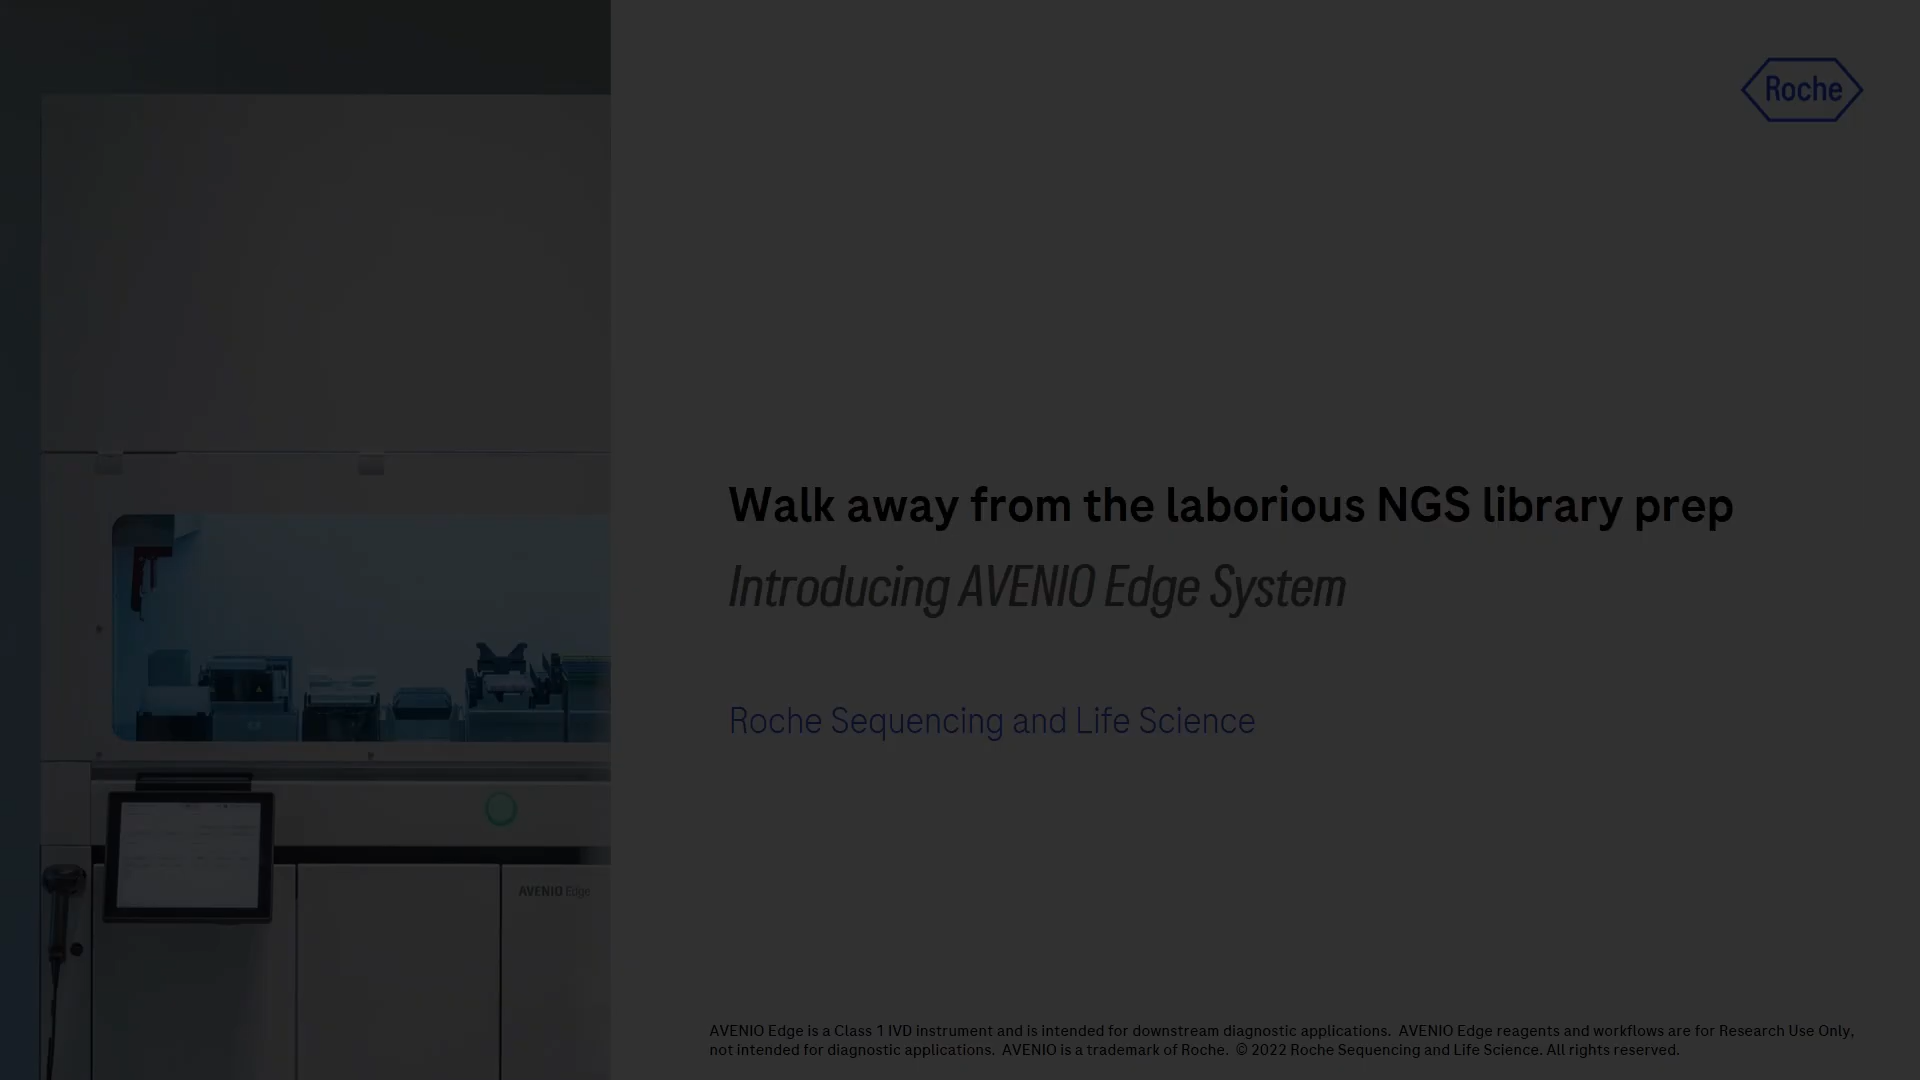 Roche
Walk away from the laborious NGS library prep
Introducing AVENIO Edge System
Roche Sequencing and Life Science
AVENIO Edge
AVENIO Edge is a Class 1 IVD instrument and is intended for downstream diagnostic applications. AVENIO Edge reagents and workflows are for Research Use Only,
not intended for diagnostic applications. AVENIO is a trademark of Roche. © 2022 Roche Sequencing and Life Science. All rights reserved.